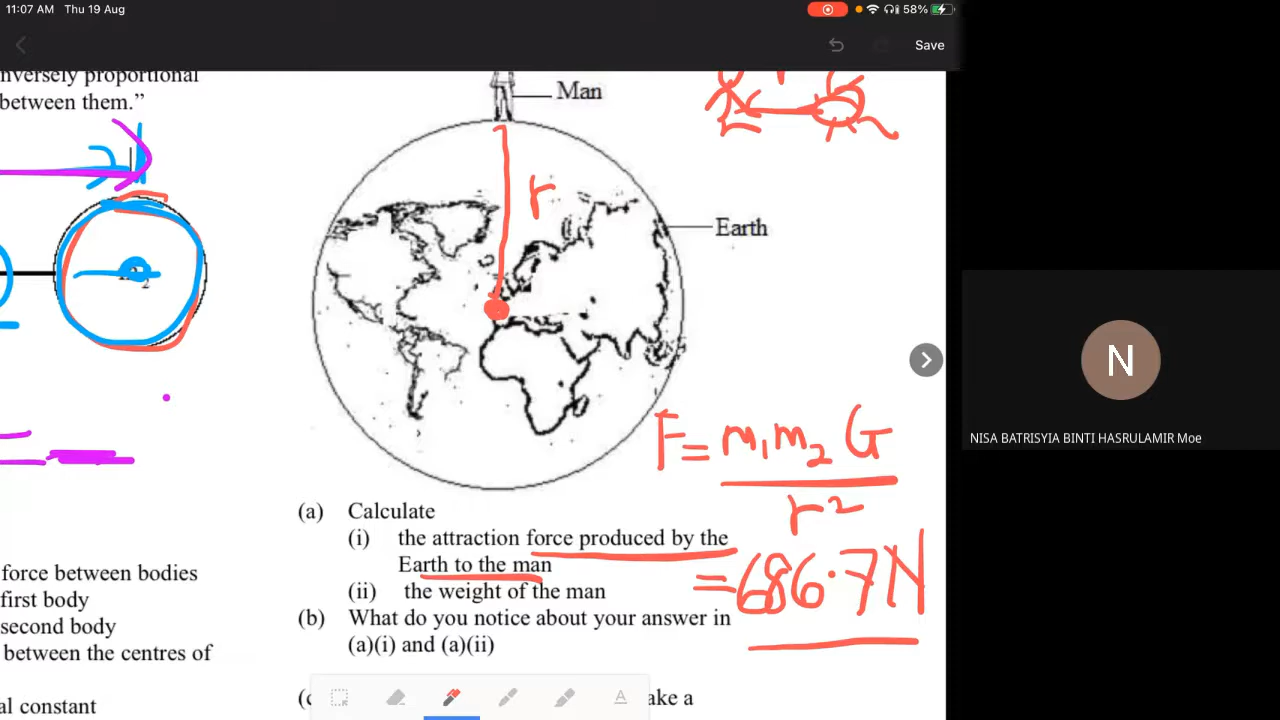 11:07 AM Thu 19 Aug
58%
Save
nversely proportional
between them.”
Man
r
Earth
F = m₁m₂ G
r²
= 686.7N
(a) Calculate
(i) the attraction force produced by the
Earth to the man
(ii) the weight of the man
(b) What do you notice about your answer in
(a)(i) and (a)(ii)
(c
ake a
force between bodies
first body
second body
between the centres of
al constant
A
N
NISA BATRISYIA BINTI HASRULAMIR Moe